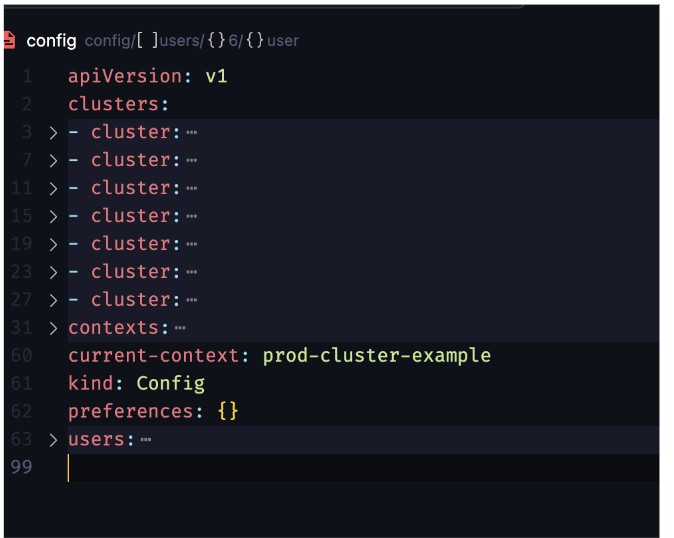 config config/[ ]users/{}6/{}user
1 apiVersion: v1
2 clusters:
3 > - cluster:⋯
7 > - cluster:⋯
11 > - cluster:⋯
15 > - cluster:⋯
19 > - cluster:⋯
23 > - cluster:⋯
27 > - cluster:⋯
31 > contexts:⋯
60 current-context: prod-cluster-example
61 kind: Config
62 preferences: {}
63 > users:⋯
99